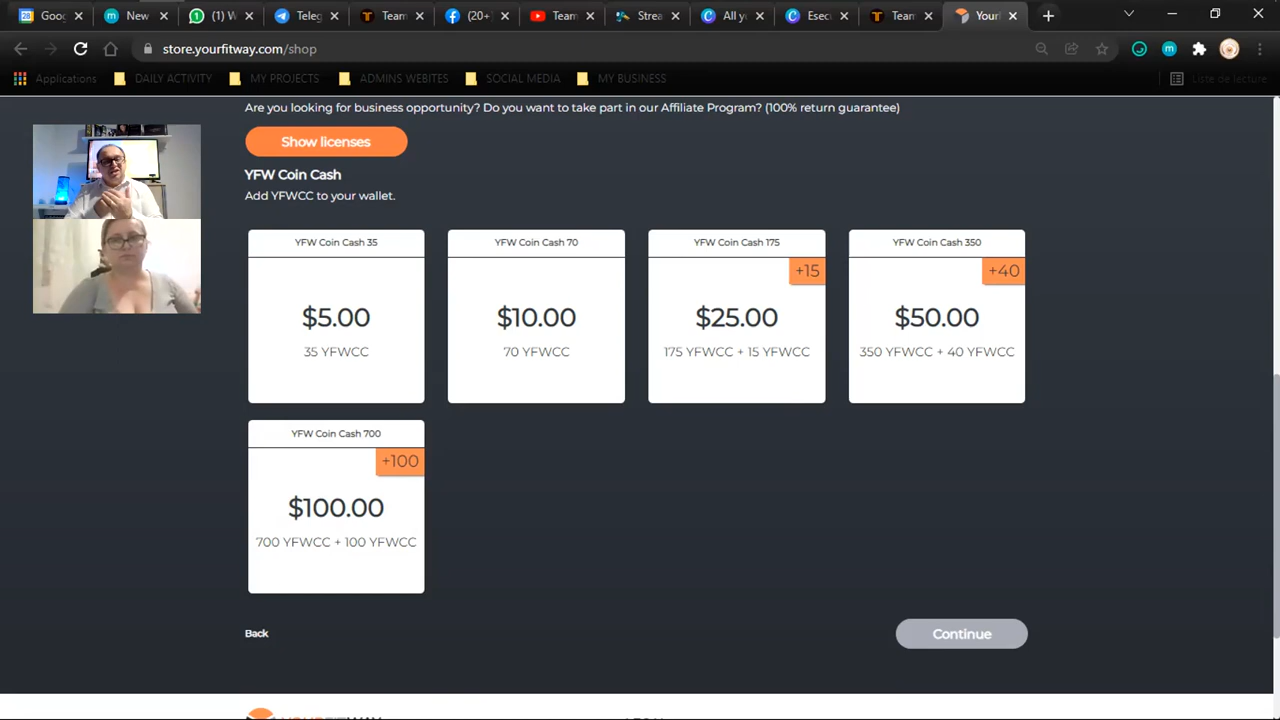 Goog
New
(1) W
Teleg
Team
(20+)
Team
Strea
All yo
Exec
Team
Your
store.yourfitway.com/shop
Applications
DAILY ACTIVITY
MY PROJECTS
ADMINS WEBITES
SOCIAL MEDIA
MY BUSINESS
Liste de lecture
Are you looking for business opportunity? Do you want to take part in our Affiliate Program? (100% return guarantee)
Show licenses
YFW Coin Cash
Add YFWCC to your wallet.
YFW Coin Cash 35
$5.00
35 YFWCC
YFW Coin Cash 70
$10.00
70 YFWCC
YFW Coin Cash 175
+15
$25.00
175 YFWCC + 15 YFWCC
YFW Coin Cash 350
+40
$50.00
350 YFWCC + 40 YFWCC
YFW Coin Cash 700
+100
$100.00
700 YFWCC + 100 YFWCC
Back
Continue